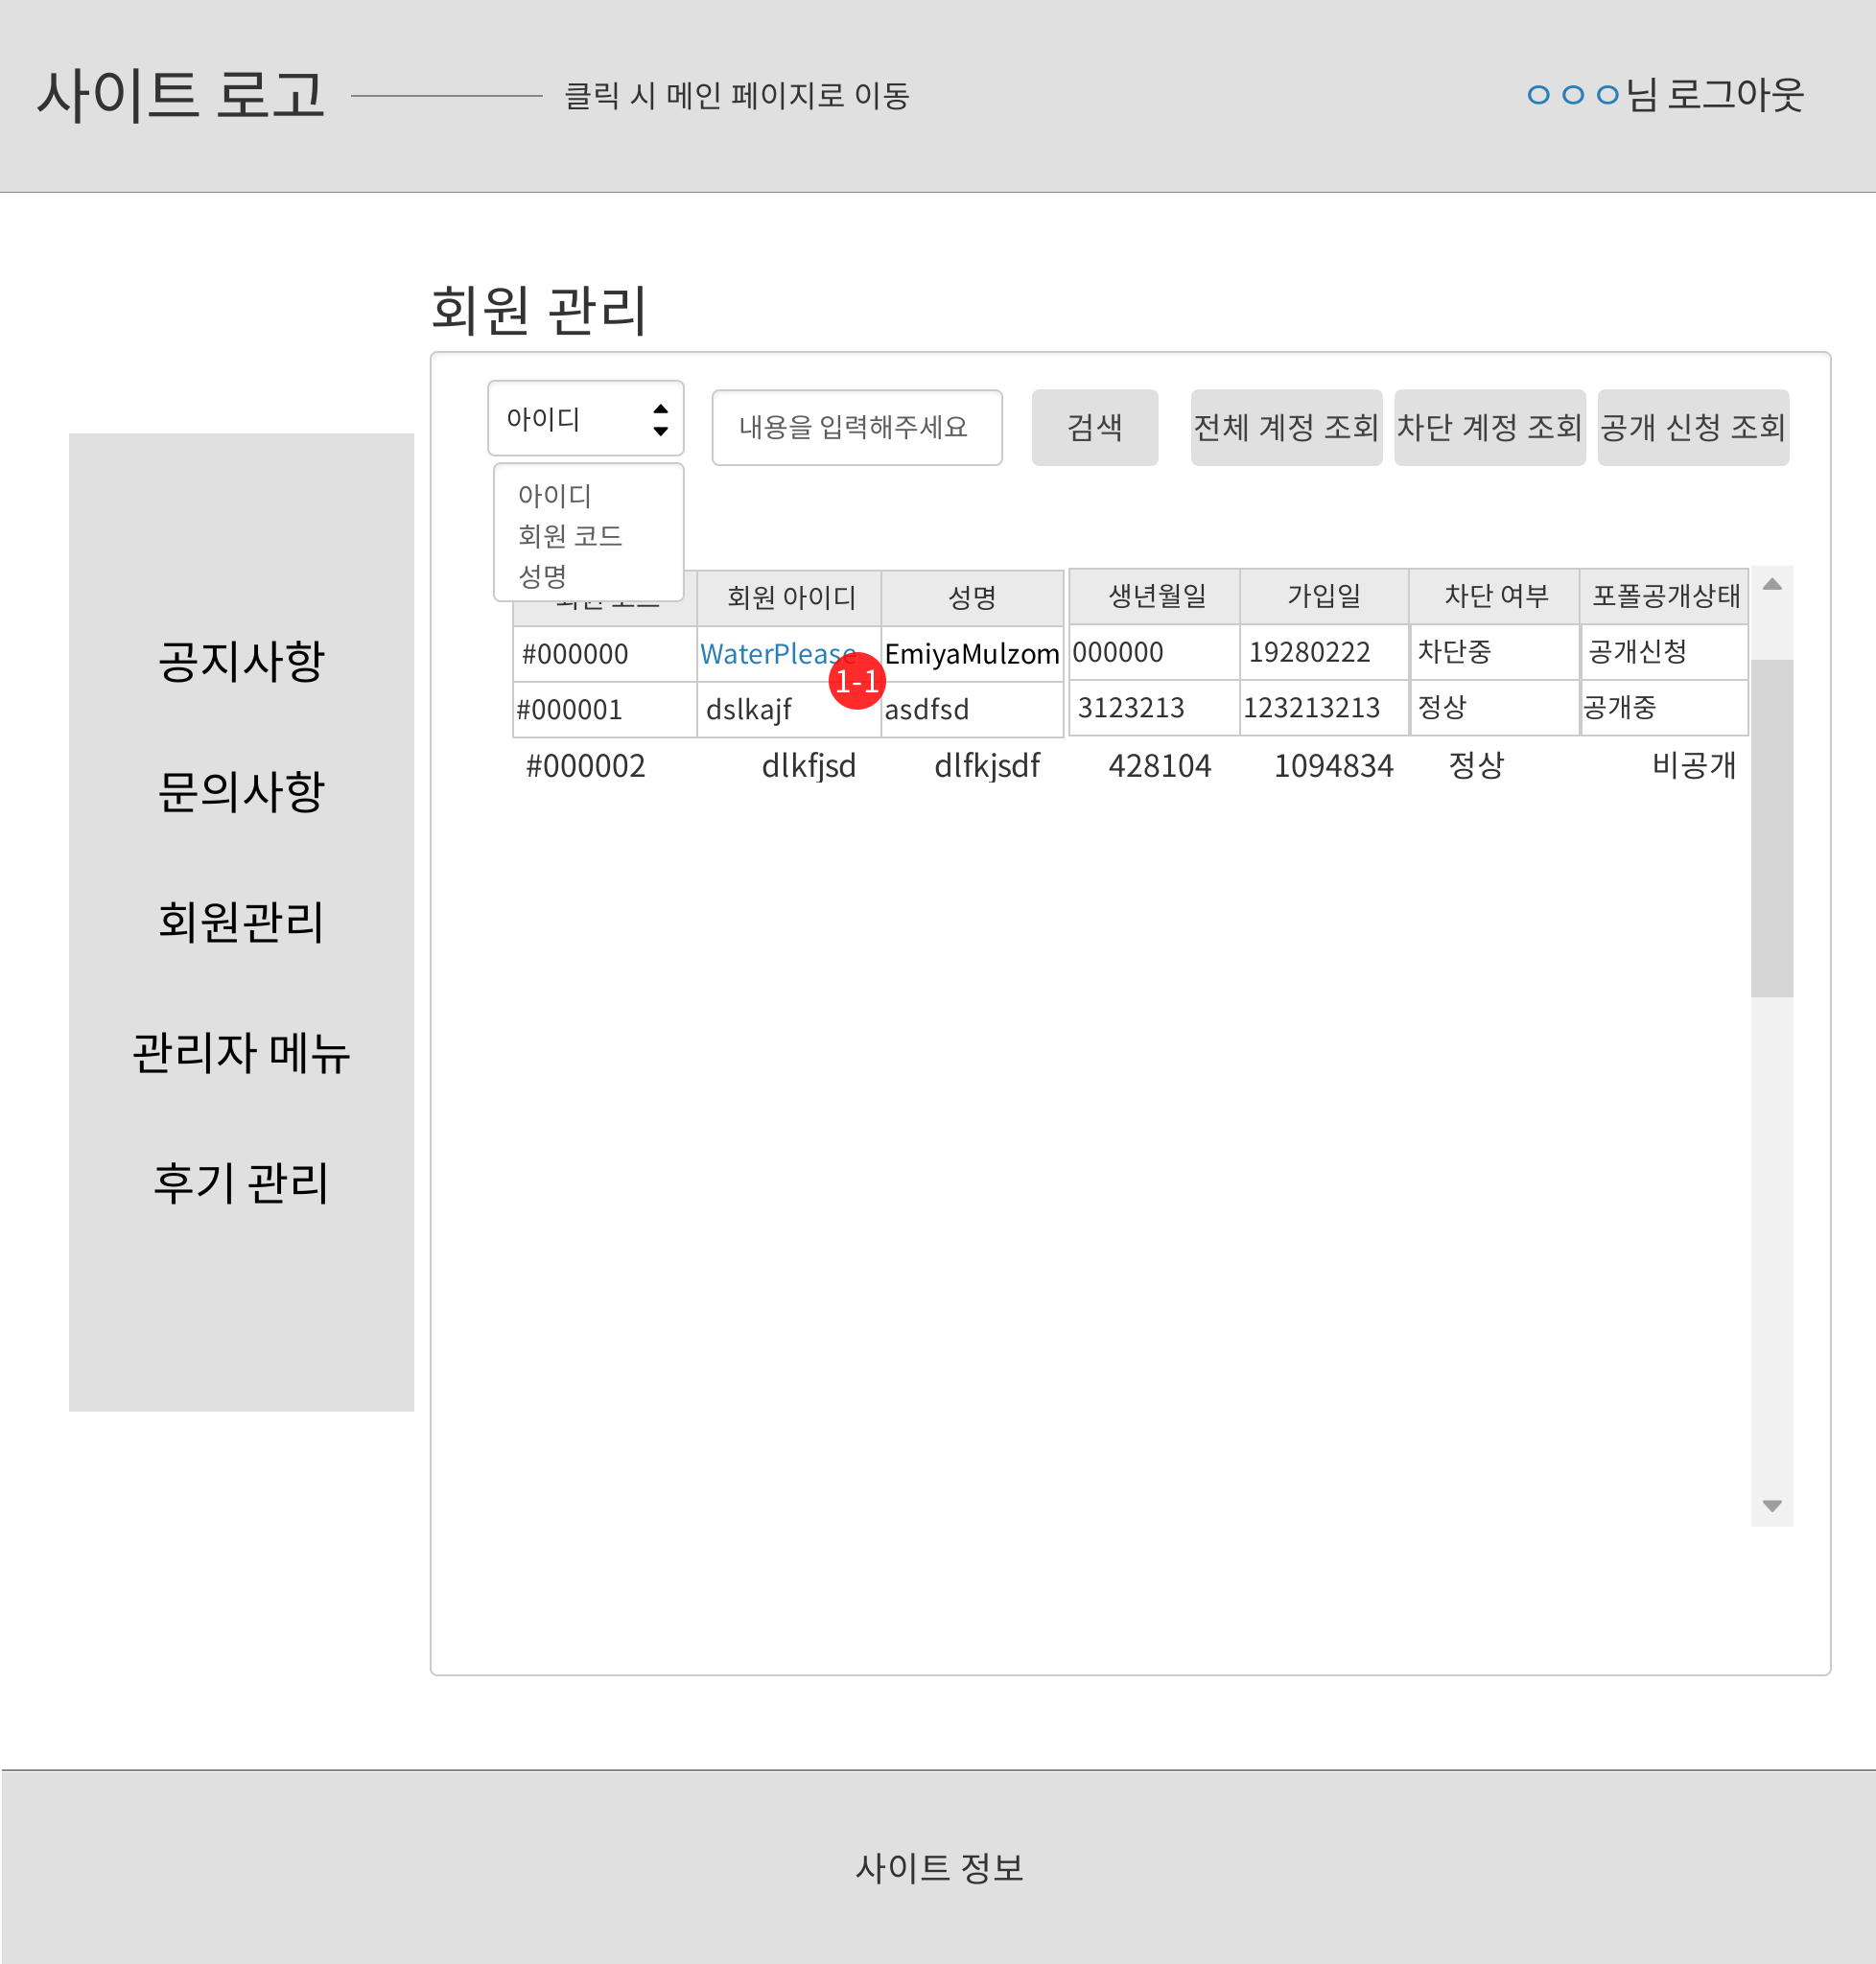 사이트 로고
클릭 시 메인 페이지로 이동
ㅇㅇㅇ님 로그아웃
회원 관리
아이디
내용을 입력해주세요
검색
전체 계정 조회
차단 계정 조회
공개 신청 조회
아이디
회원 코드
성명
공지사항
문의사항
회원관리
관리자 메뉴
후기 관리
회원 아이디 성명 생년월일 가입일 차단 여부 포폴공개상태
#000000 WaterPlease EmiyaMulzom 000000 19280222 차단중 공개신청
1-1
#000001 dslkajf asdfsd 3123213 123213213 정상 공개중
#000002 dlkfjsd dlfkjsdf 428104 1094834 정상 비공개
사이트 정보